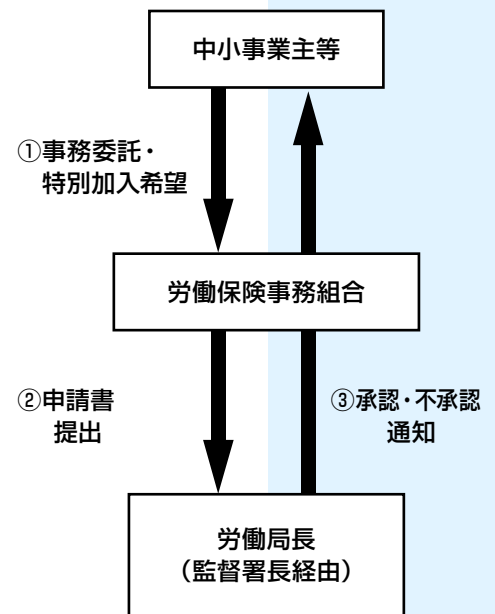 中小事業主等
①事務委託・
特別加入希望
労働保険事務組合
②申請書
提出
③承認・不承認
通知
労働局長
（監督署長経由）